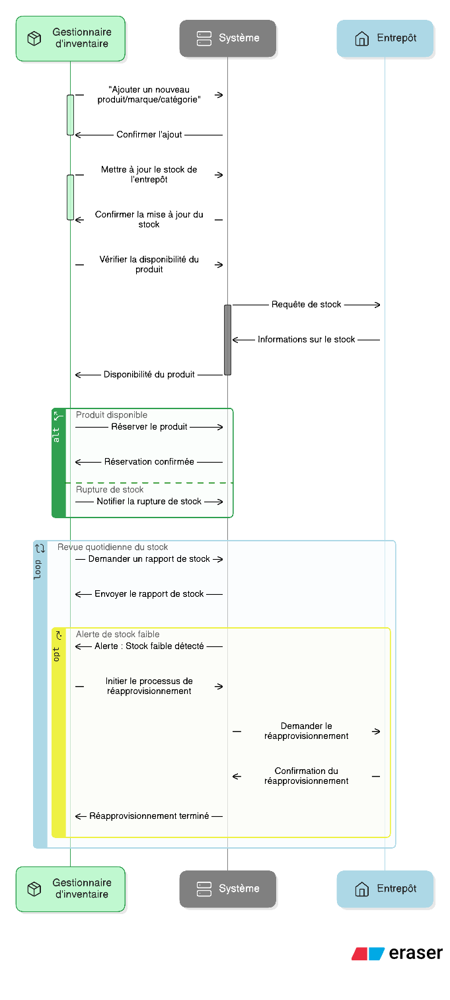 Gestionnaire
d'inventaire
Système
Entrepôt
"Ajouter un nouveau
produit/marque/catégorie"
Confirmer l'ajout
Mettre à jour le stock de
l'entrepôt
Confirmer la mise à jour du
stock
Vérifier la disponibilité du
produit
Requête de stock
Informations sur le stock
Disponibilité du produit
alt
Produit disponible
Réserver le produit
Réservation confirmée
Rupture de stock
Notifier la rupture de stock
loop
Revue quotidienne du stock
Demander un rapport de stock
Envoyer le rapport de stock
opt
Alerte de stock faible
Alerte : Stock faible détecté
Initier le processus de
réapprovisionnement
Demander le
réapprovisionnement
Confirmation du
réapprovisionnement
Réapprovisionnement terminé
Gestionnaire
d'inventaire
Système
Entrepôt
eraser